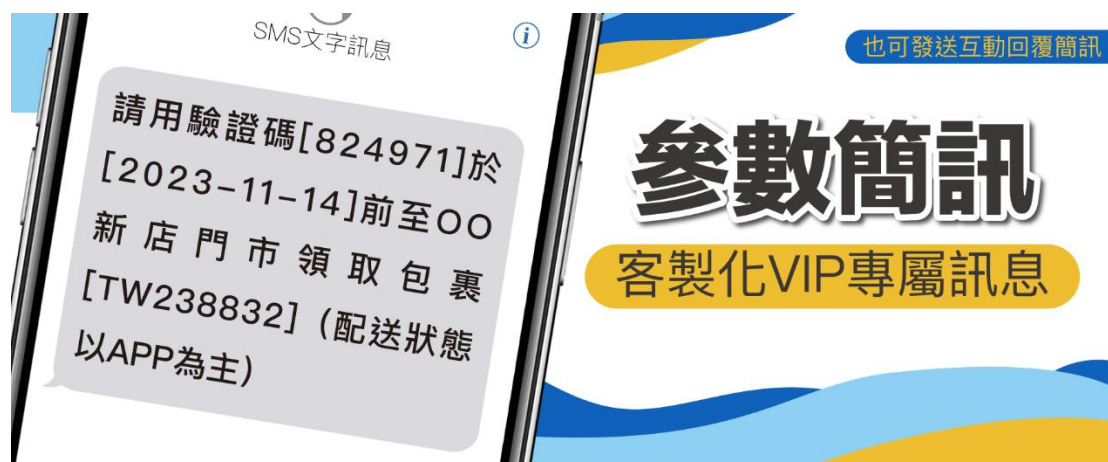 SMS文字訊息
i
請用驗證碼[824971]於
[2023-11-14]前至OO
新店門市領取包裹
[TW238832]（配送狀態
以APP為主）
也可發送互動回覆簡訊
參數簡訊
客製化VIP專屬訊息